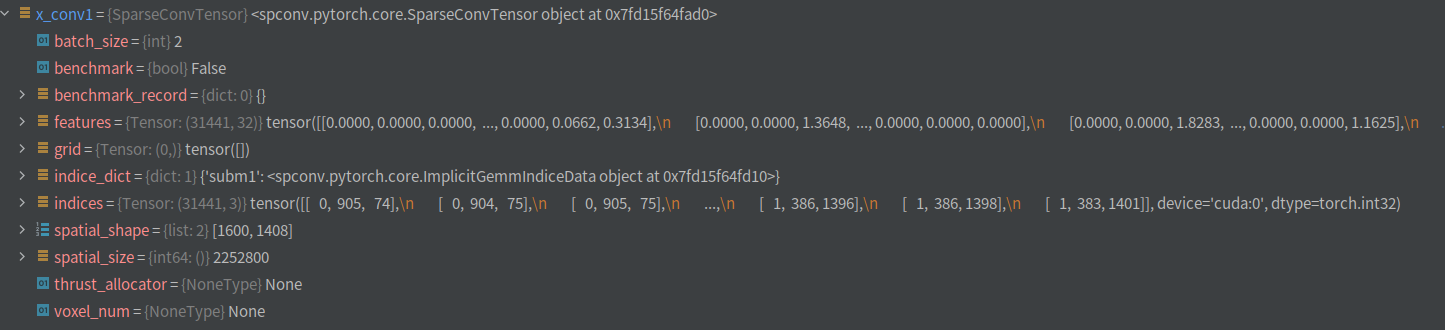 x_conv1 = {SparseConvTensor} <spconv.pytorch.core.SparseConvTensor object at 0x7fd15f64fad0>
batch_size = {int} 2
benchmark = {bool} False
benchmark_record = {dict: 0} {}
features = {Tensor: (31441, 32)} tensor([[0.0000, 0.0000, 0.0000, ..., 0.0000, 0.0662, 0.3134],\n [0.0000, 0.0000, 1.3648, ..., 0.0000, 0.0000, 0.0000],\n [0.0000, 0.0000, 1.8283, ..., 0.0000, 0.0000, 1.1625],\n
grid = {Tensor: (0,)} tensor([])
indice_dict = {dict: 1} {'subm1': <spconv.pytorch.core.ImplicitGemmIndiceData object at 0x7fd15f64fd10>}
indices = {Tensor: (31441, 3)} tensor([[ 0, 905, 74],\n [ 0, 904, 75],\n [ 0, 905, 75],\n ...,\n [ 1, 386, 1396],\n [ 1, 386, 1398],\n [ 1, 383, 1401]], device='cuda:0', dtype=torch.int32)
spatial_shape = {list: 2} [1600, 1408]
spatial_size = {int64: ()} 2252800
thrust_allocator = {NoneType} None
voxel_num = {NoneType} None